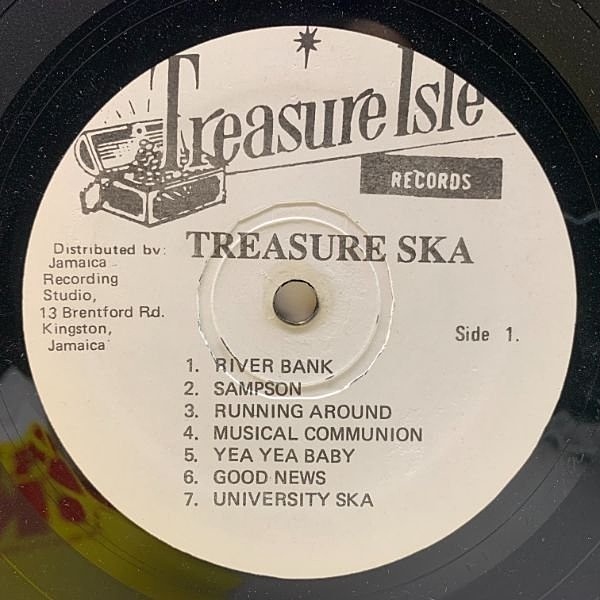 Treasure Isle
RECORDS
TREASURE SKA
Distributed by:
Jamaica
Recording
Studio,
13 Brentford Rd.
Kingston,
Jamaica
Side 1.
1. RIVER BANK
2. SAMPSON
3. RUNNING AROUND
4. MUSICAL COMMUNION
5. YEA YEA BABY
6. GOOD NEWS
7. UNIVERSITY SKA